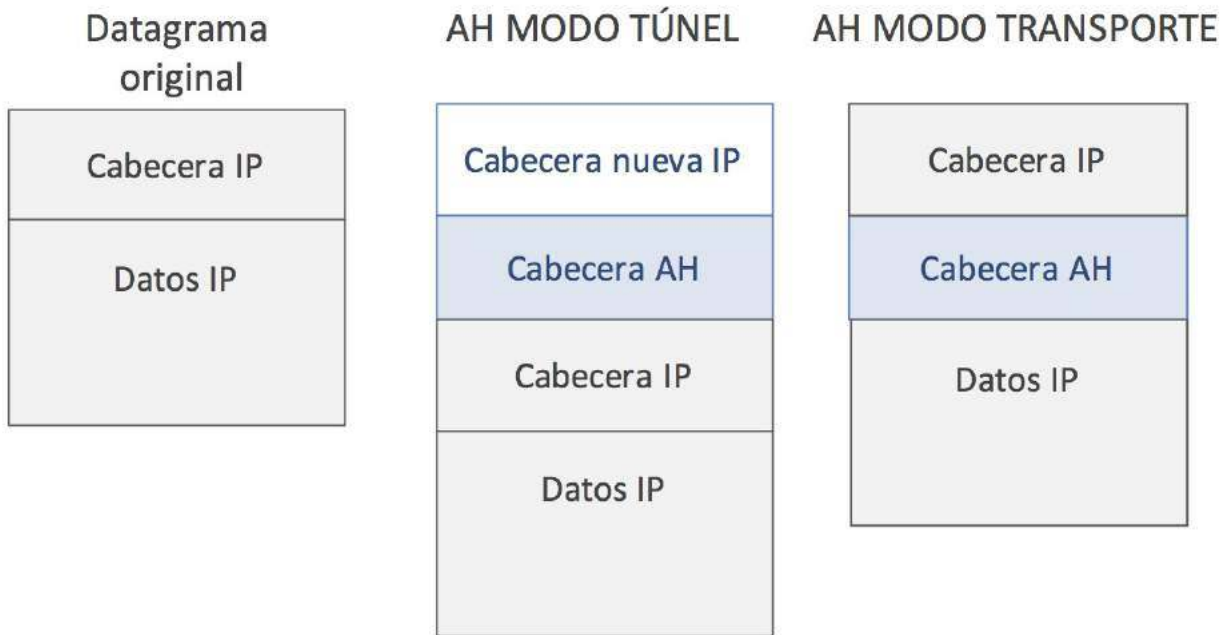 Datagrama
original
Cabecera IP
Datos IP
AH MODO TÚNEL
Cabecera nueva IP
Cabecera AH
Cabecera IP
Datos IP
AH MODO TRANSPORTE
Cabecera IP
Cabecera AH
Datos IP